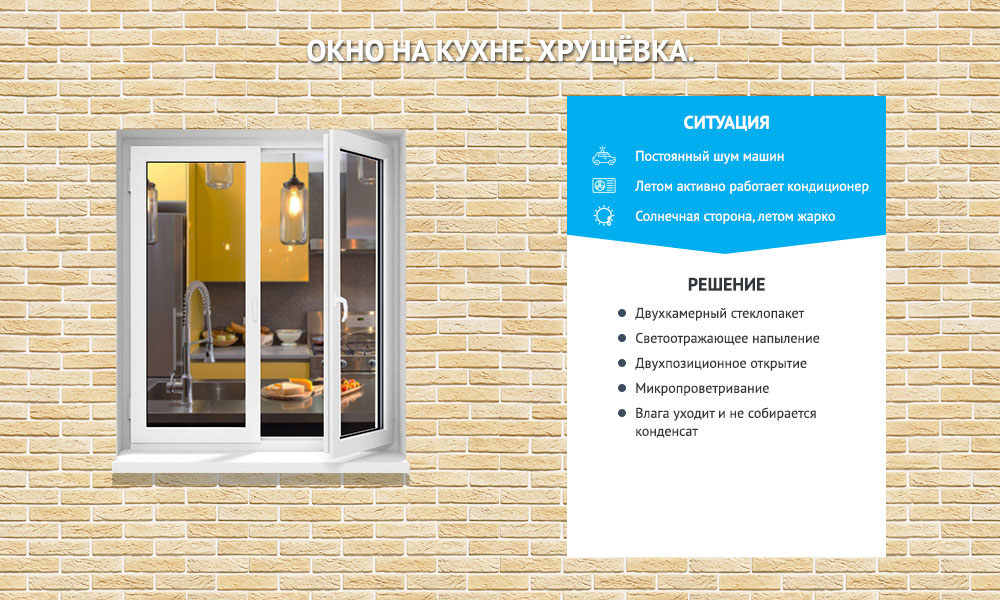 ОКНО НА КУХНЕ. ХРУЩЁВКА.
СИТУАЦИЯ
Постоянный шум машин
Летом активно работает кондиционер
Солнечная сторона, летом жарко
РЕШЕНИЕ
Двухкамерный стеклопакет
Светоотражающее напыление
Двухпозиционное открытие
Микропроветривание
Влага уходит и не собирается
конденсат